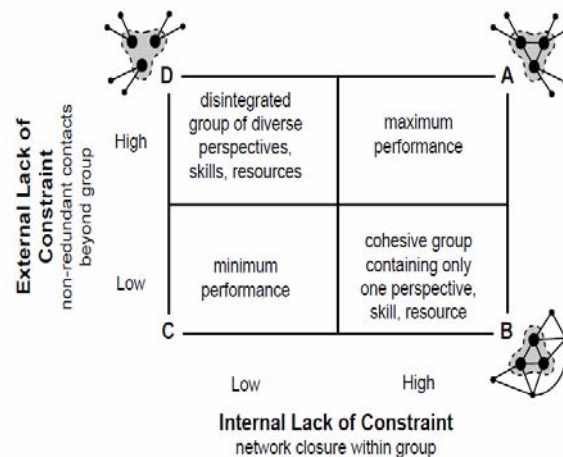 D
A
disintegrated
group of diverse
perspectives,
skills, resources
maximum
performance
High
External Lack of
Constraint
non-redundant contacts
beyond group
Low
minimum
performance
cohesive group
containing only
one perspective,
skill, resource
C
B
Low
High
Internal Lack of Constraint
network closure within group